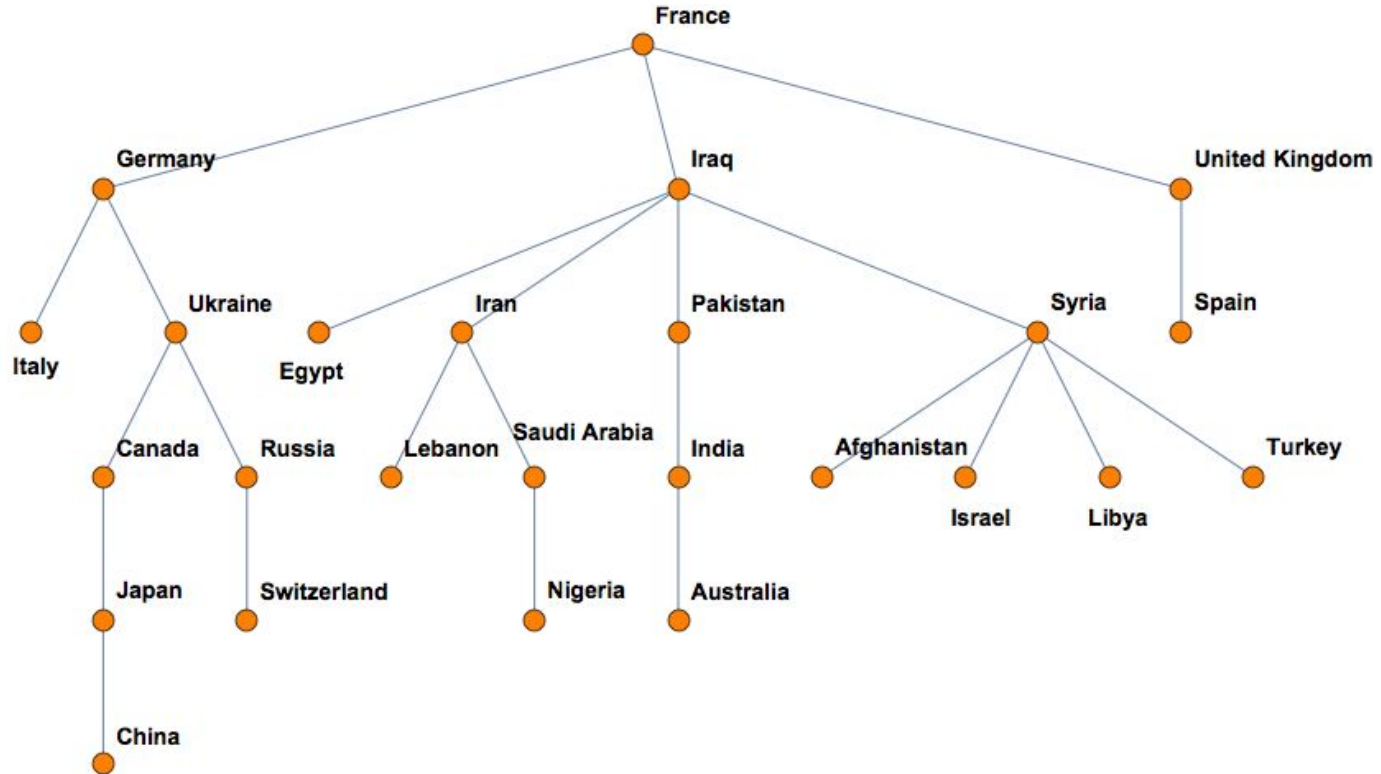 France
Germany
Iraq
United Kingdom
Ukraine
Iran
Pakistan
Syria
Spain
Italy
Egypt
Canada
Russia
Lebanon
Saudi Arabia
India
Afghanistan
Turkey
Israel
Libya
Japan
Switzerland
Nigeria
Australia
China